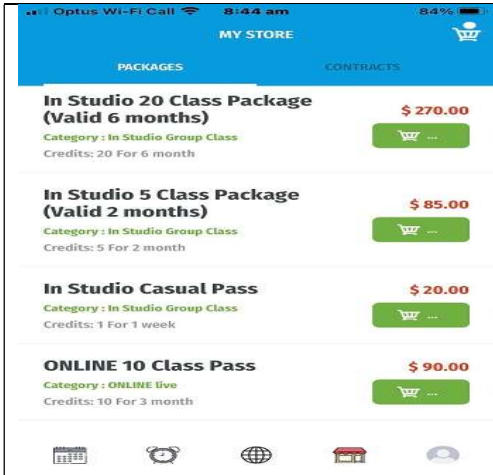 Optus Wi-Fi Call 8:44 am 84%
MY STORE
PACKAGES CONTRACTS
In Studio 20 Class Package
(Valid 6 months)
$ 270.00
Category : In Studio Group Class
...
Credits: 20 For 6 month
In Studio 5 Class Package
(Valid 2 months)
$ 85.00
Category : In Studio Group Class
...
Credits: 5 For 2 month
In Studio Casual Pass
$ 20.00
Category : In Studio Group Class
...
Credits: 1 For 1 week
ONLINE 10 Class Pass
$ 90.00
Category : ONLINE live
...
Credits: 10 For 3 month